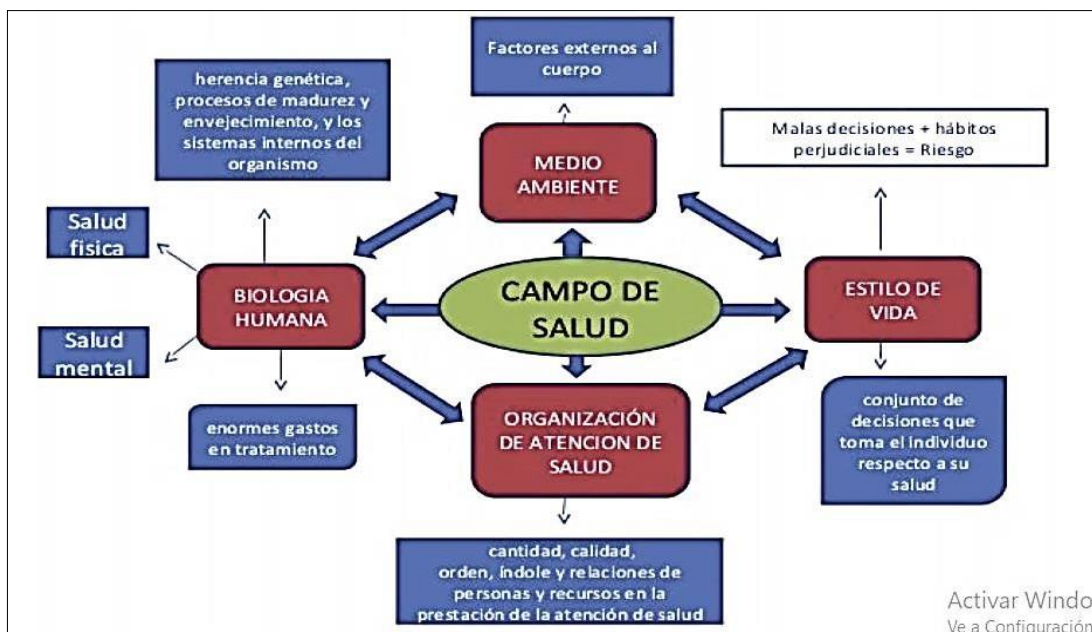 Factores externos al
cuerpo
herencia genética,
procesos de madurez y
envejecimiento, y los
sistemas internos del
organismo
Malas decisiones + hábitos
perjudiciales = Riesgo
MEDIO
AMBIENTE
Salud
fisica
BIOLOGIA
HUMANA
CAMPO DE
SALUD
ESTILO DE
VIDA
Salud
mental
enormes gastos
en tratamiento
ORGANIZACIÓN
DE ATENCION DE
SALUD
conjunto de
decisiones que
toma el individuo
respecto a su
salud
cantidad, calidad,
orden, índole y relaciones de
personas y recursos en la
prestación de la atención de salud
Activar Windo
Ve a Configuración